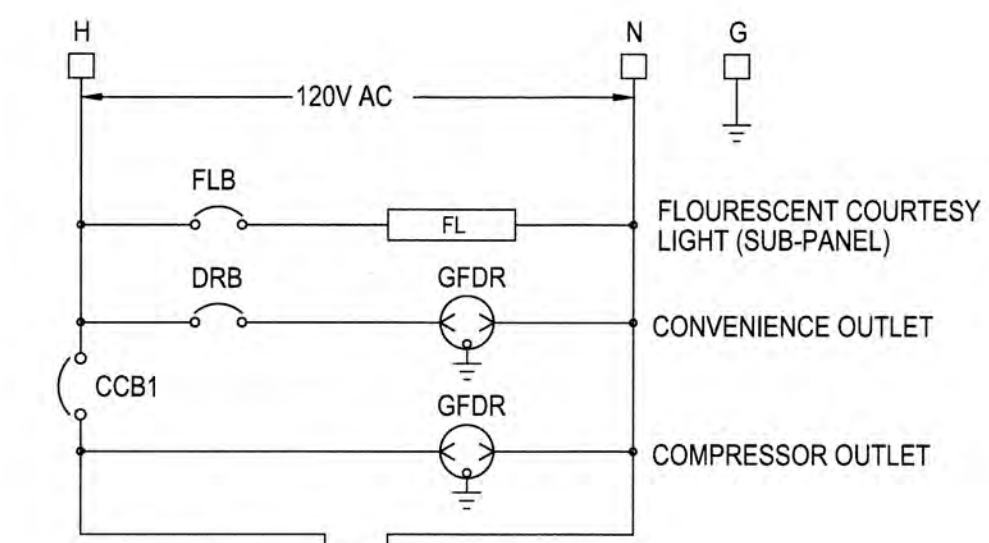 H N G
120V AC
FLB
FL
FLOURESCENT COURTESY
LIGHT (SUB-PANEL)
DRB
GFDR
CONVENIENCE OUTLET
CCB1
GFDR
COMPRESSOR OUTLET